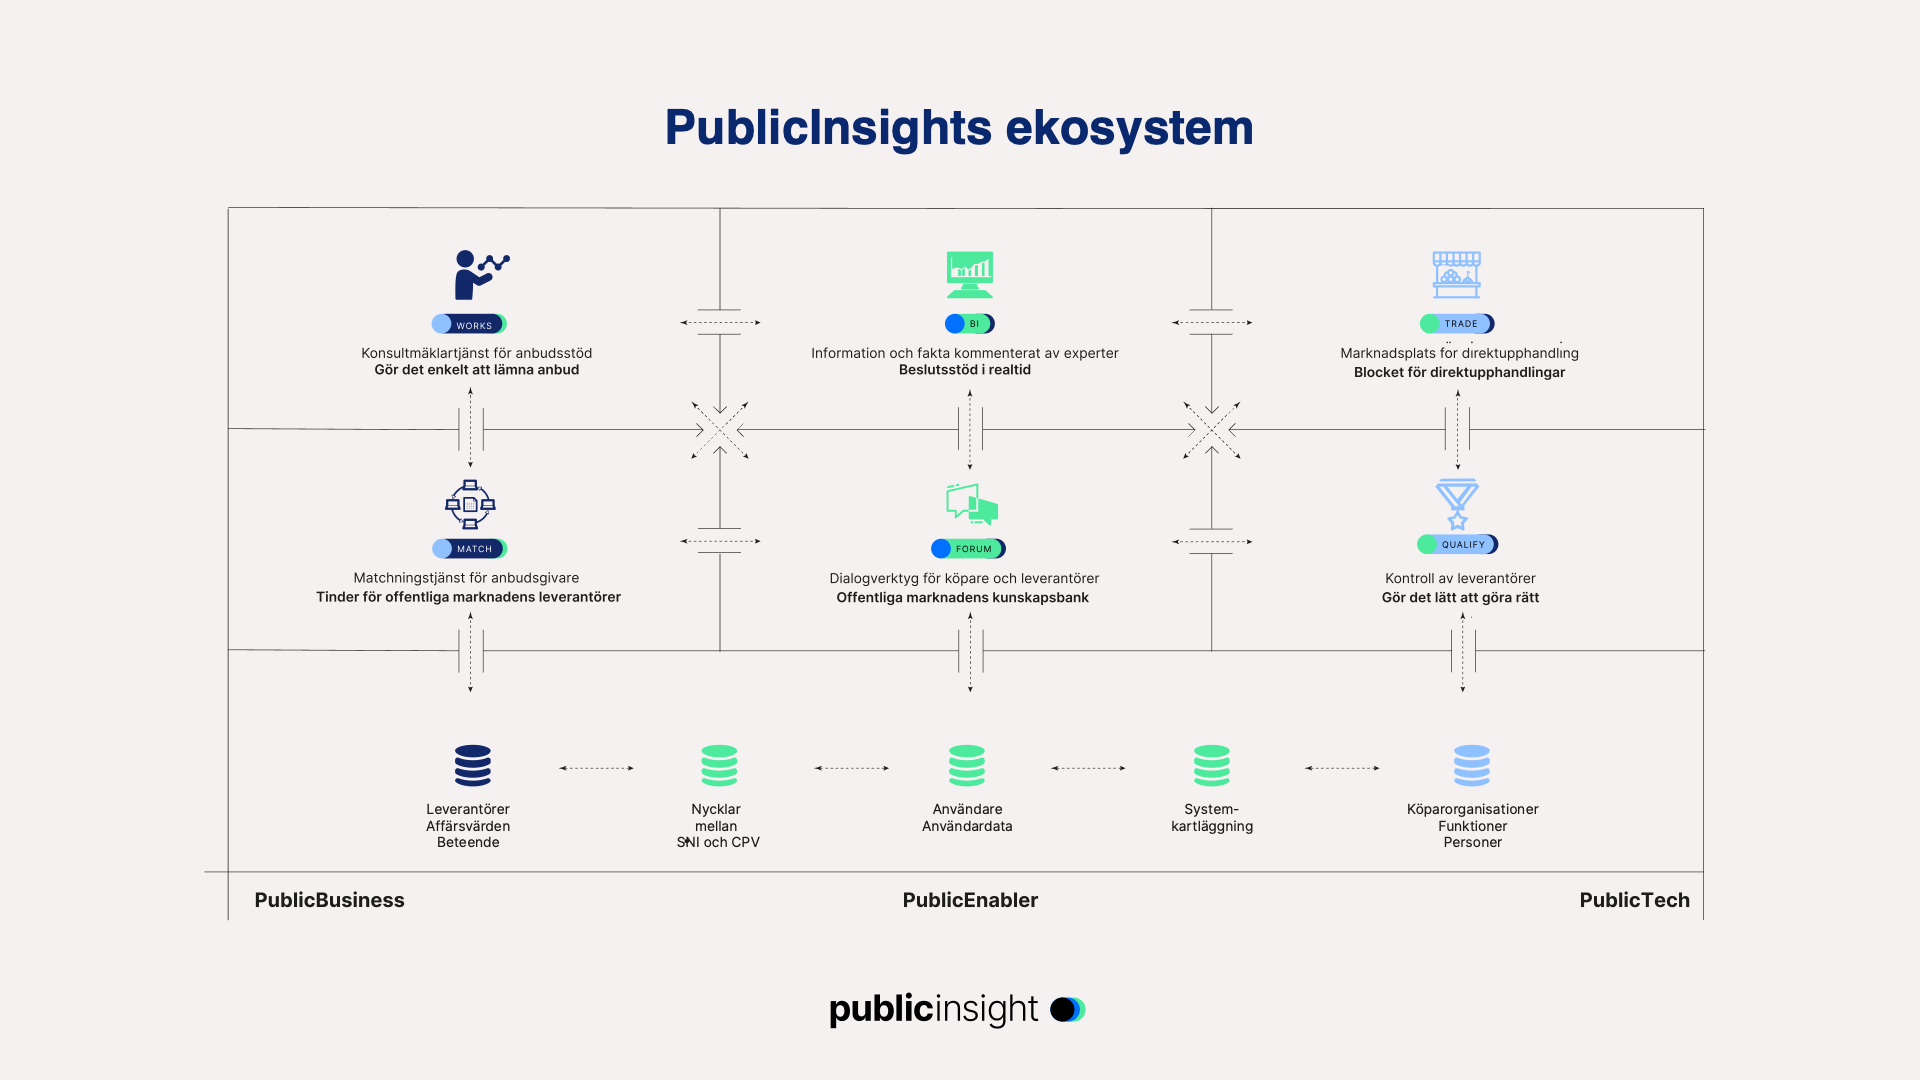 PublicInsights ekosystem
WORKS
Konsultmäklartjänst för anbudsstöd
Gör det enkelt att lämna anbud
BI
Information och fakta kommenterat av experter
Beslutsstöd i realtid
TRADE
Marknadsplats för direktupphandling
Blocket för direktupphandlingar
MATCH
Matchningstjänst för anbudsgivare
Tinder för offentliga marknadens leverantörer
FORUM
Dialogverktyg för köpare och leverantörer
Offentliga marknadens kunskapsbank
QUALIFY
Kontroll av leverantörer
Gör det lätt att göra rätt
Leverantörer
Affärsvärden
Beteende
Nycklar
mellan
SNI och CPV
Användare
Användardata
System-
kartläggning
Köparorganisationer
Funktioner
Personer
PublicBusiness
PublicEnabler
PublicTech
publicinsight